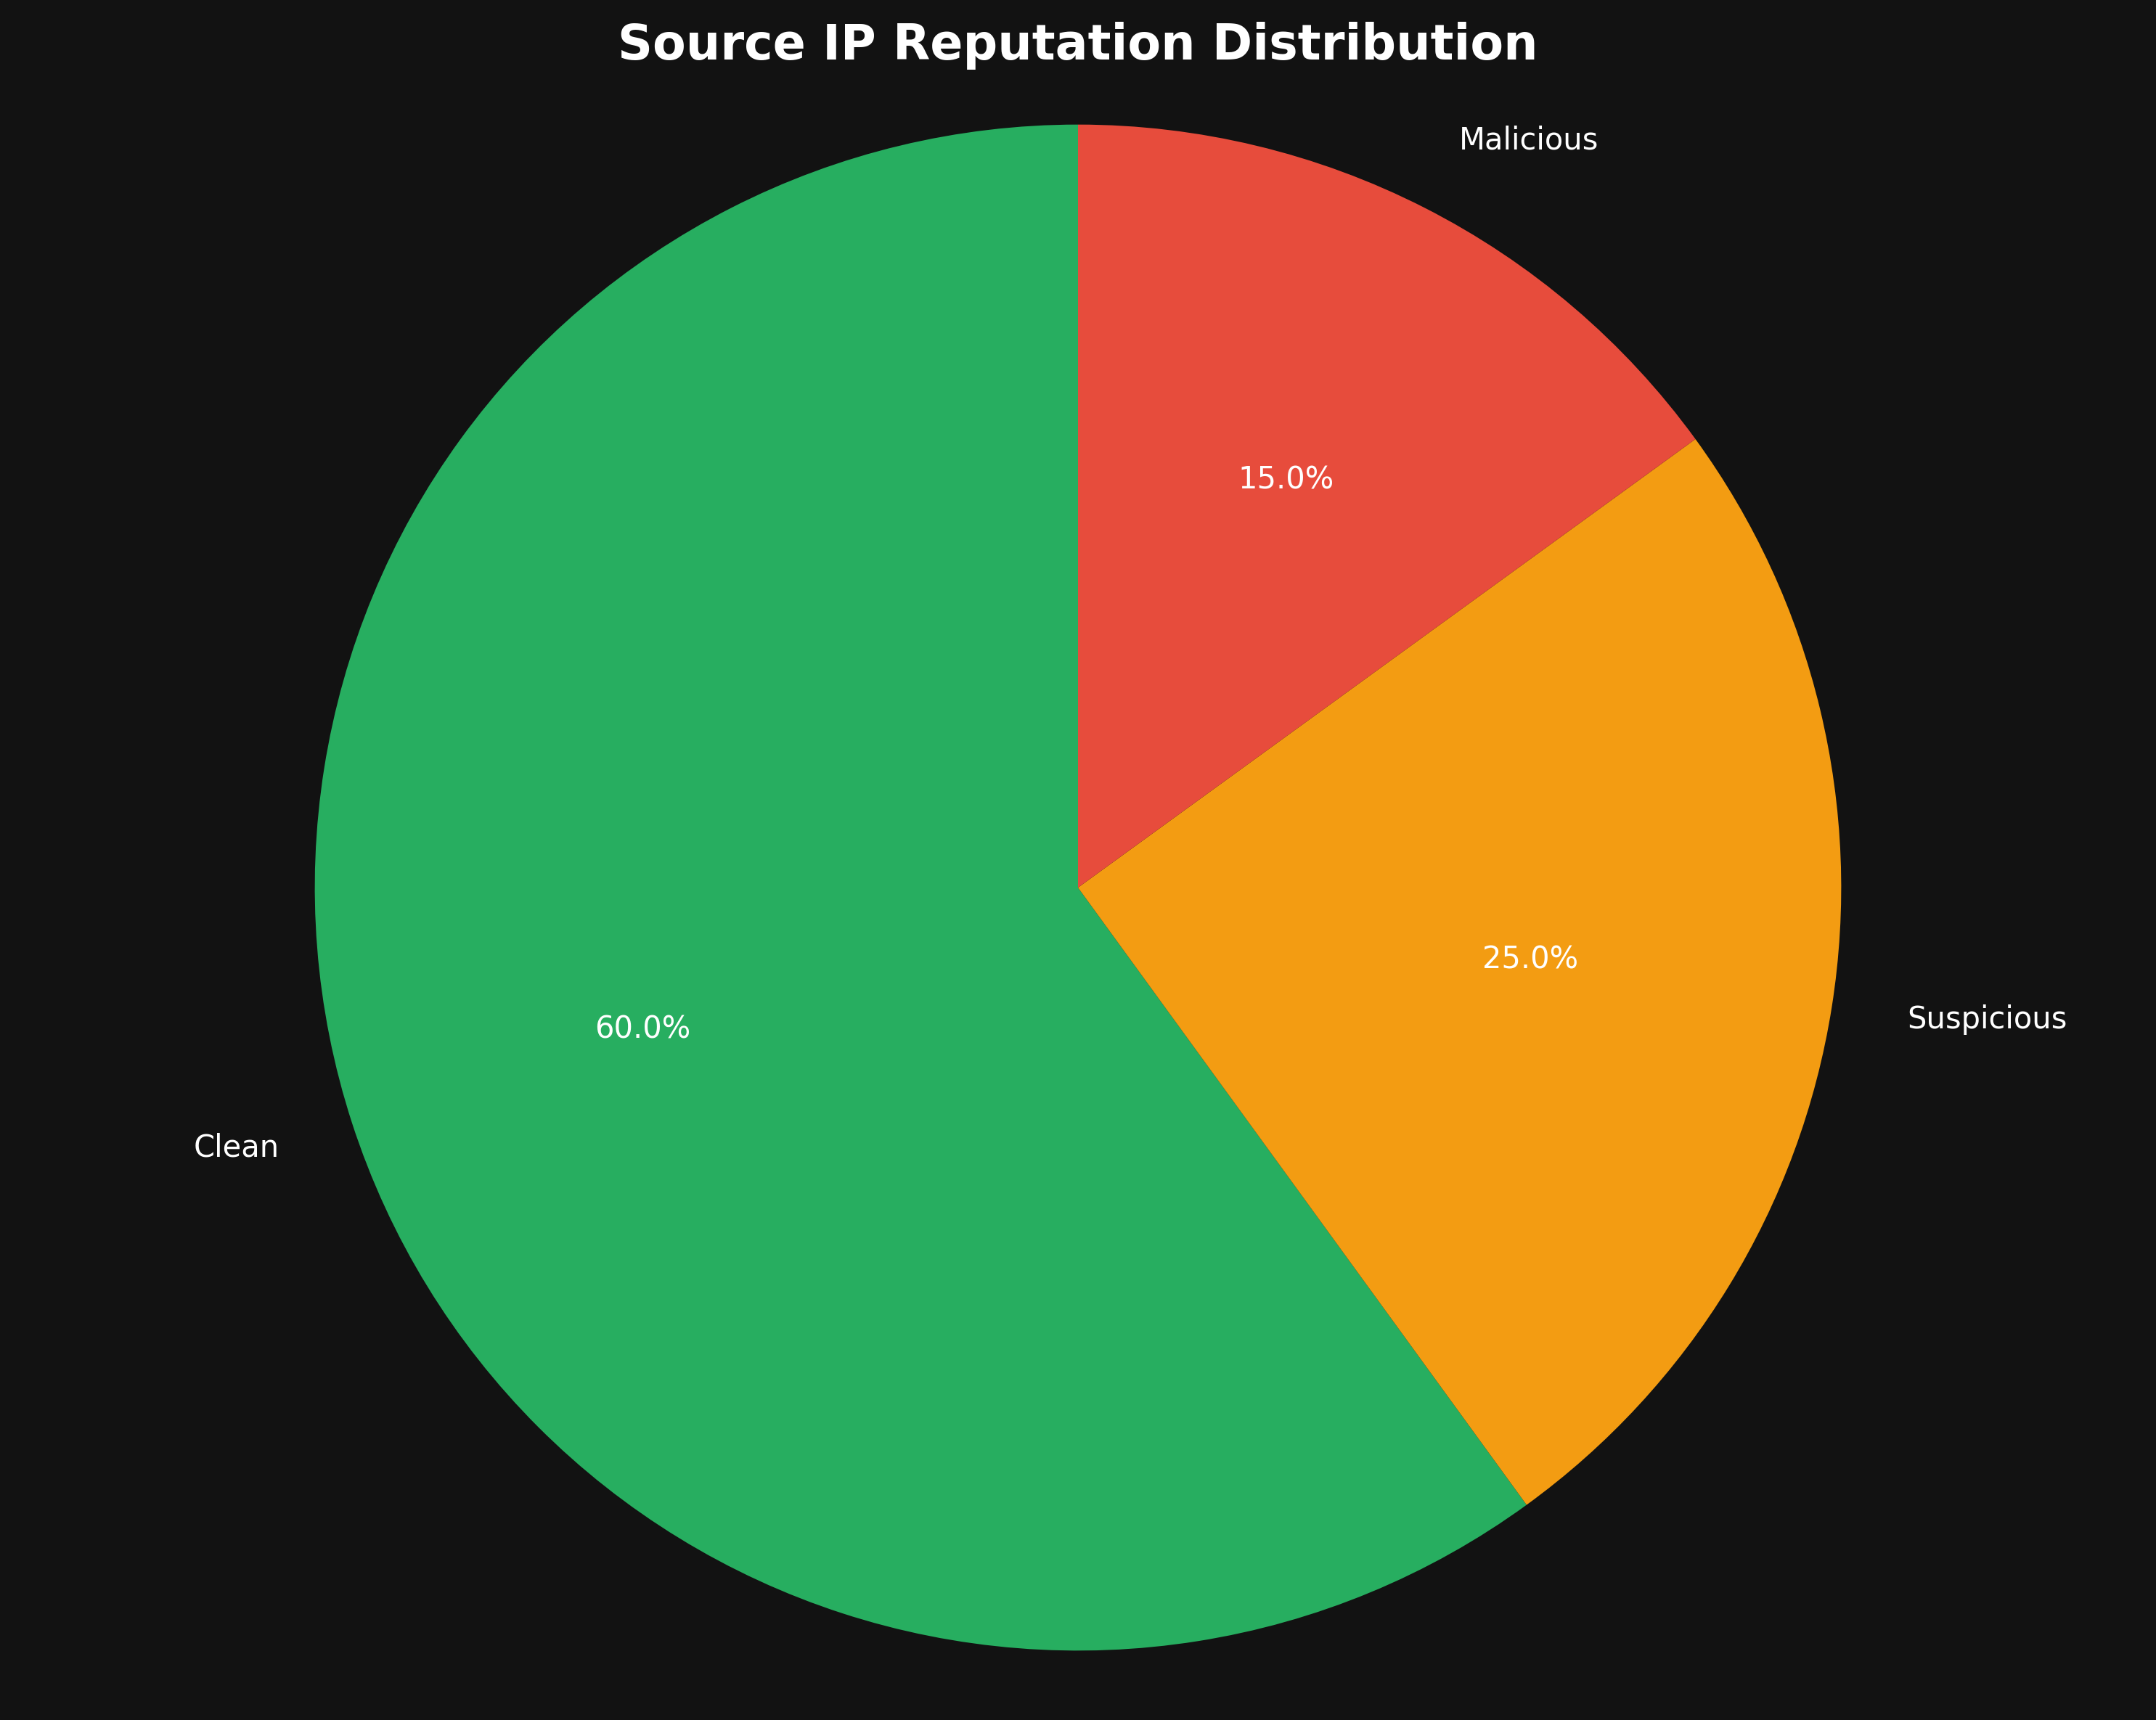 Source IP Reputation Distribution
Malicious
15.0%
25.0%
Suspicious
60.0%
Clean